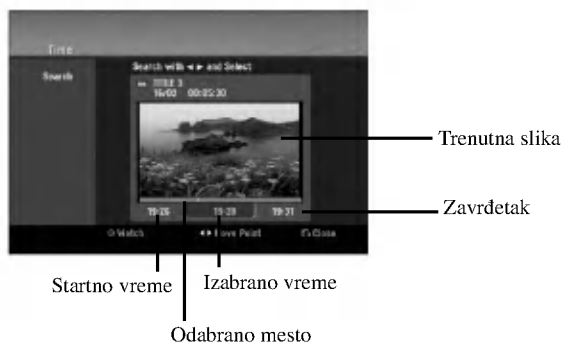 Time
Search
Search with ◄ ► and Select
TITLE 3
16/02 00:05:30
Trenutna slika
19:26 19:29 19:31
Zavrđetak
Watch ◄► Move Point Close
Startno vreme
Izabrano vreme
Odabrano mesto